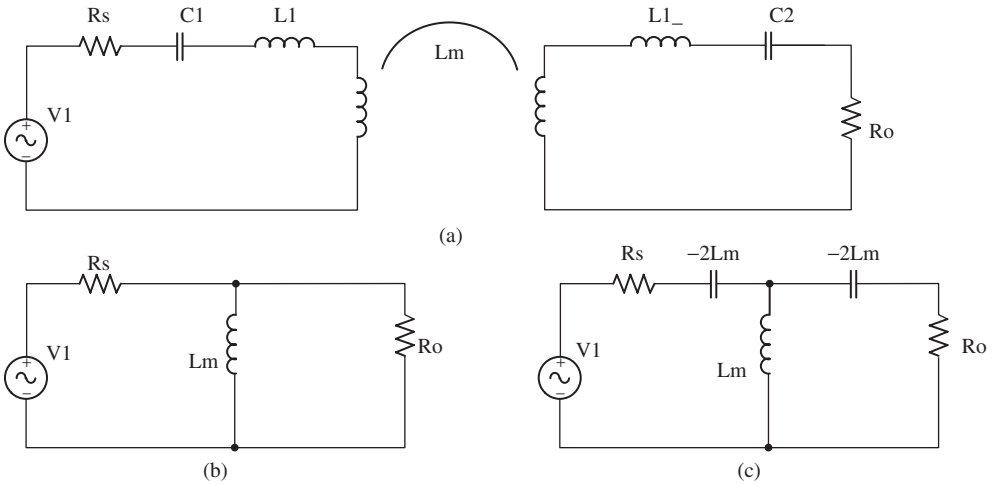 Rs
C1
L1
Lm
L1_
C2
V1
+
−
Ro
(a)
Rs
V1
+
−
Lm
Ro
(b)
Rs
−2Lm
−2Lm
V1
+
−
Lm
Ro
(c)